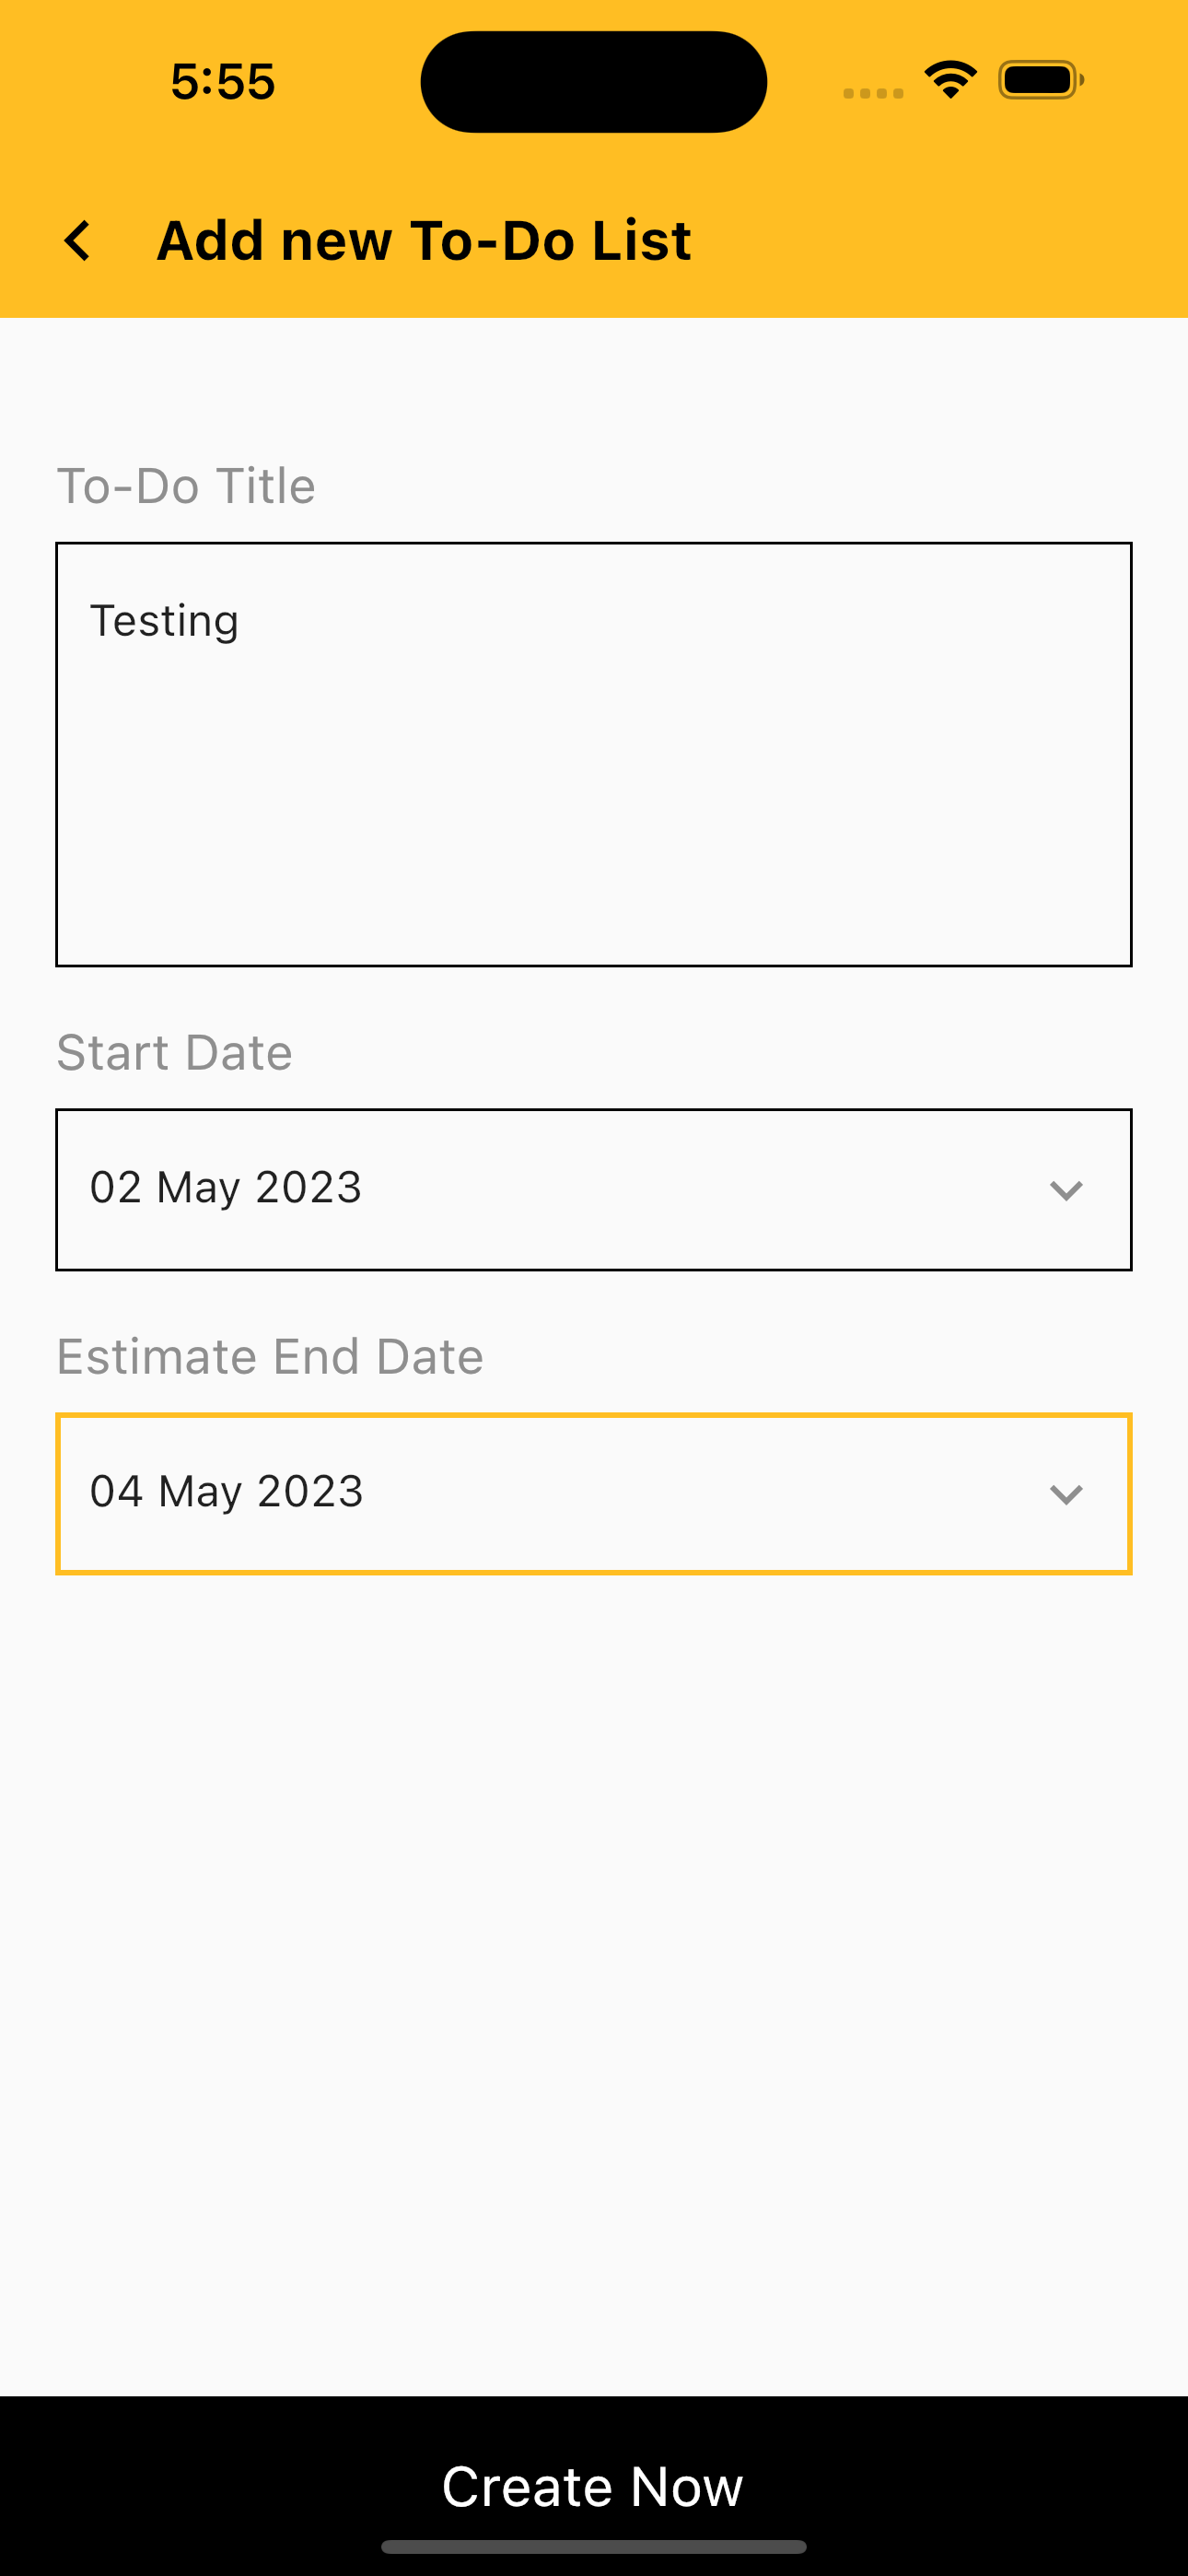 5:55
Add new To-Do List
To-Do Title
Testing
Start Date
02 May 2023
Estimate End Date
04 May 2023
Create Now